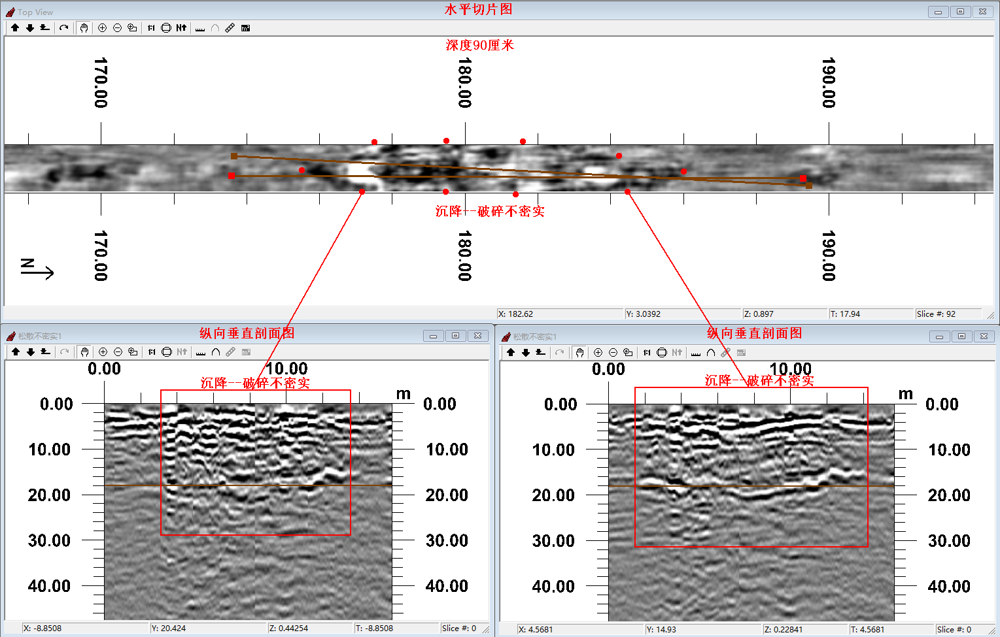 Top View
水平切片图
1:1
N
m²
深度90厘米
170.00
180.00
190.00
沉降--破碎不密实
170.00
180.00
190.00
N
X: 182.62
Y: 3.0392
Z: 0.897
T: 17.94
Slice #: 92
松散不密实1
纵向垂直剖面图
1:1
N
0.00
10.00
沉降--破碎不密实
m
0.00
0.00
10.00
10.00
20.00
20.00
30.00
30.00
40.00
40.00
X: -8.8508
Y: 20.424
Z: 0.44254
T: -8.8508
Slice #: 0
松散不密实1
纵向垂直剖面图
1:1
N
0.00
10.00
沉降--破碎不密实
m
0.00
0.00
10.00
10.00
20.00
20.00
30.00
30.00
40.00
40.00
X: 4.5681
Y: 14.93
Z: 0.22841
T: 4.5681
Slice #: 0